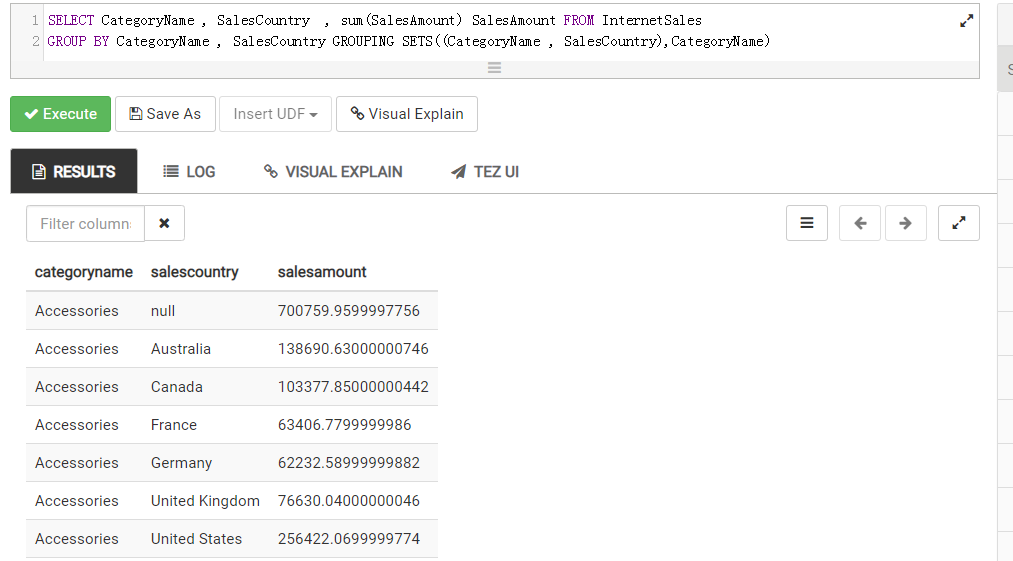 1 SELECT CategoryName , SalesCountry , sum(SalesAmount) SalesAmount FROM InternetSales
2 GROUP BY CategoryName , SalesCountry GROUPING SETS((CategoryName , SalesCountry),CategoryName)
Execute Save As Insert UDF Visual Explain
RESULTS LOG VISUAL EXPLAIN TEZ UI
Filter column
categoryname salescountry salesamount
Accessories null 700759.9599997756
Accessories Australia 138690.63000000746
Accessories Canada 103377.85000000442
Accessories France 63406.7799999986
Accessories Germany 62232.58999999882
Accessories United Kingdom 76630.04000000046
Accessories United States 256422.0699999774